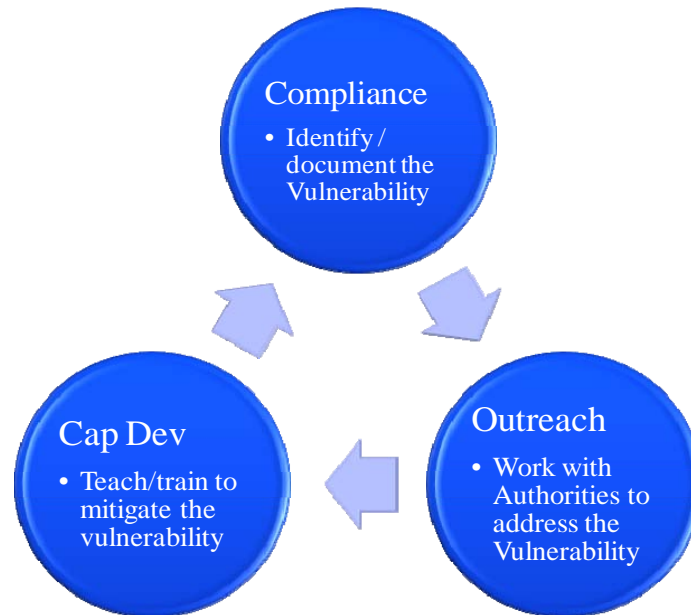 Compliance
• Identify /
document the
Vulnerability
Cap Dev
• Teach/train to
mitigate the
vulnerability
Outreach
• Work with
Authorities to
address the
Vulnerability